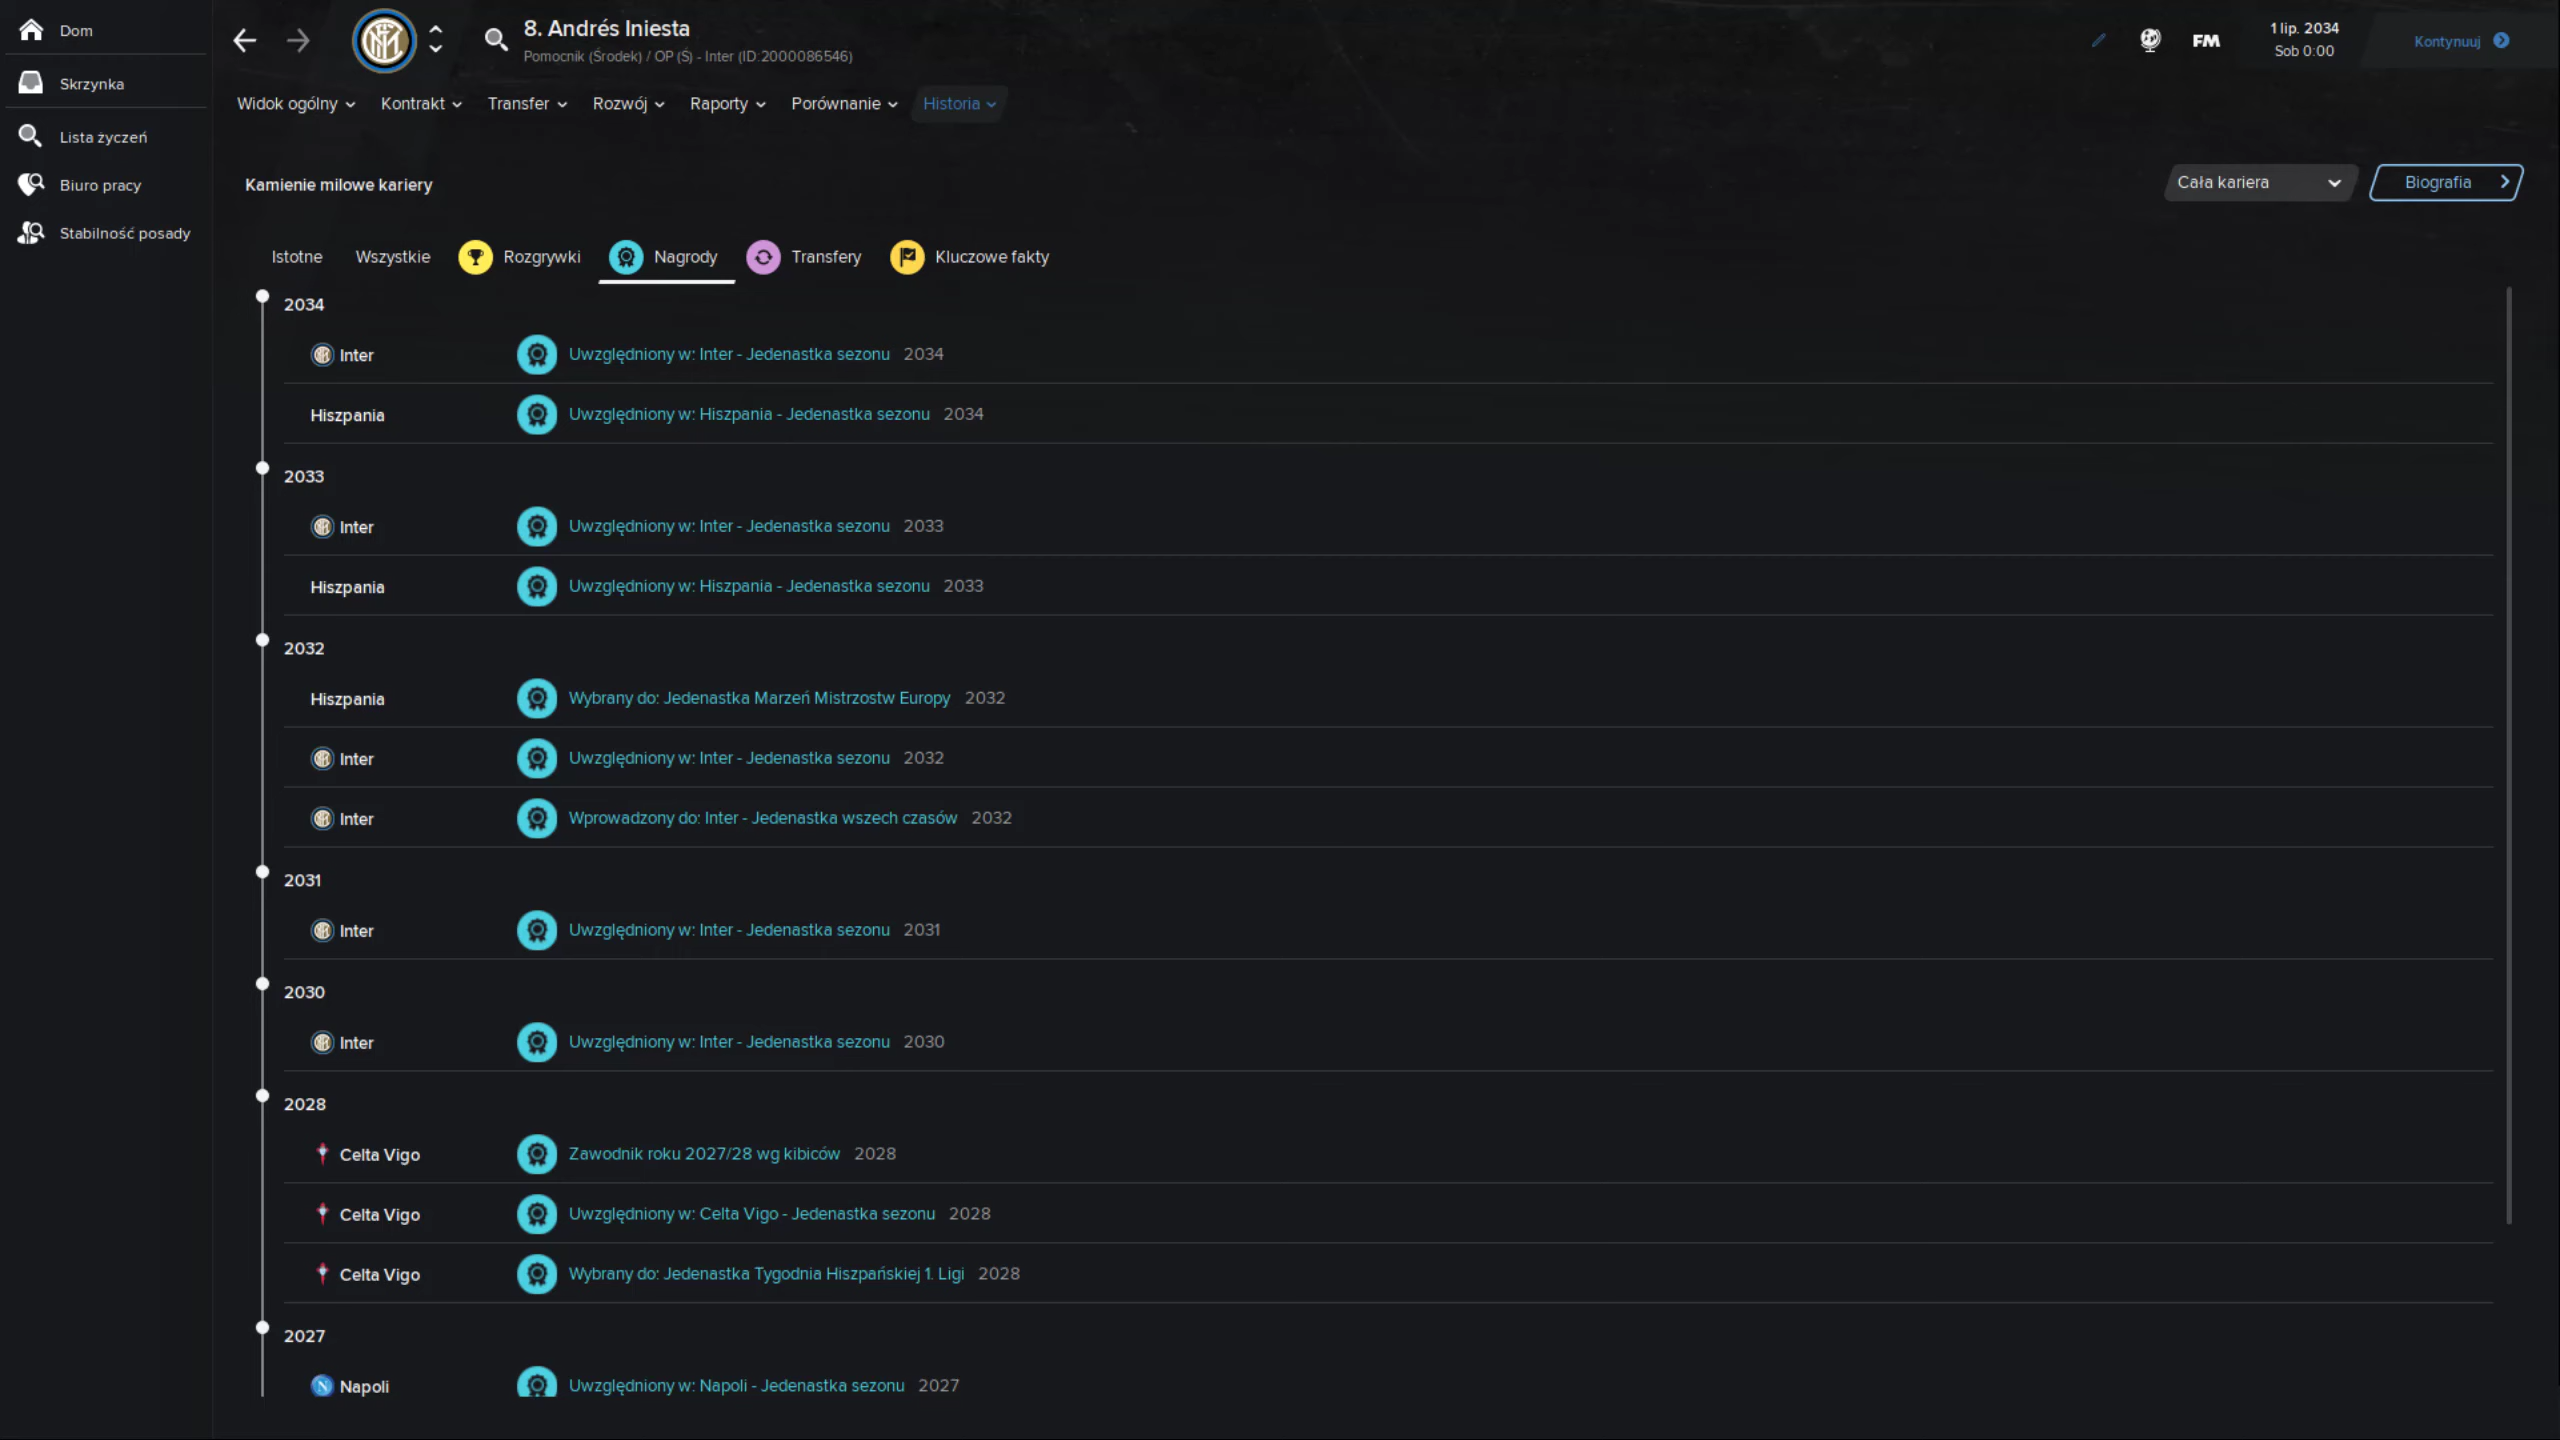 Dom
Skrzynka
Lista życzeń
Biuro pracy
Stabilność posady
8. Andrés Iniesta
Pomocnik (Środek) / OP (Ś) - Inter (ID:2000086546)
FM
1 lip. 2034
Sob 0:00
Kontynuuj
Widok ogólny Kontrakt Transfer Rozwój Raporty Porównanie Historia
Kamienie milowe kariery
Cała kariera
Biografia
Istotne Wszystkie Rozgrywki Nagrody Transfery Kluczowe fakty
2034
Inter Uwzględniony w: Inter - Jedenastka sezonu 2034
Hiszpania Uwzględniony w: Hiszpania - Jedenastka sezonu 2034
2033
Inter Uwzględniony w: Inter - Jedenastka sezonu 2033
Hiszpania Uwzględniony w: Hiszpania - Jedenastka sezonu 2033
2032
Hiszpania Wybrany do: Jedenastka Marzeń Mistrzostw Europy 2032
Inter Uwzględniony w: Inter - Jedenastka sezonu 2032
Inter Wprowadzony do: Inter - Jedenastka wszech czasów 2032
2031
Inter Uwzględniony w: Inter - Jedenastka sezonu 2031
2030
Inter Uwzględniony w: Inter - Jedenastka sezonu 2030
2028
Celta Vigo Zawodnik roku 2027/28 wg kibiców 2028
Celta Vigo Uwzględniony w: Celta Vigo - Jedenastka sezonu 2028
Celta Vigo Wybrany do: Jedenastka Tygodnia Hiszpańskiej 1. Ligi 2028
2027
Napoli Uwzględniony w: Napoli - Jedenastka sezonu 2027